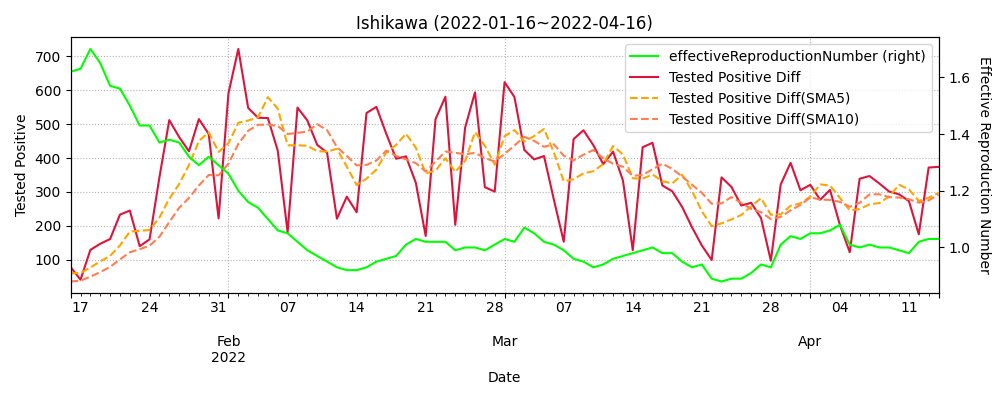 Ishikawa (2022-01-16~2022-04-16)
effectiveReproductionNumber (right)
Tested Positive Diff
Tested Positive Diff(SMA5)
Tested Positive Diff(SMA10)
Tested Positive
700
600
500
400
300
200
100
Effective Reproduction Number
1.6
1.4
1.2
1.0
17 24 31 07 14 21 28 07 14 21 28 04 11
Feb Mar Apr
2022
Date